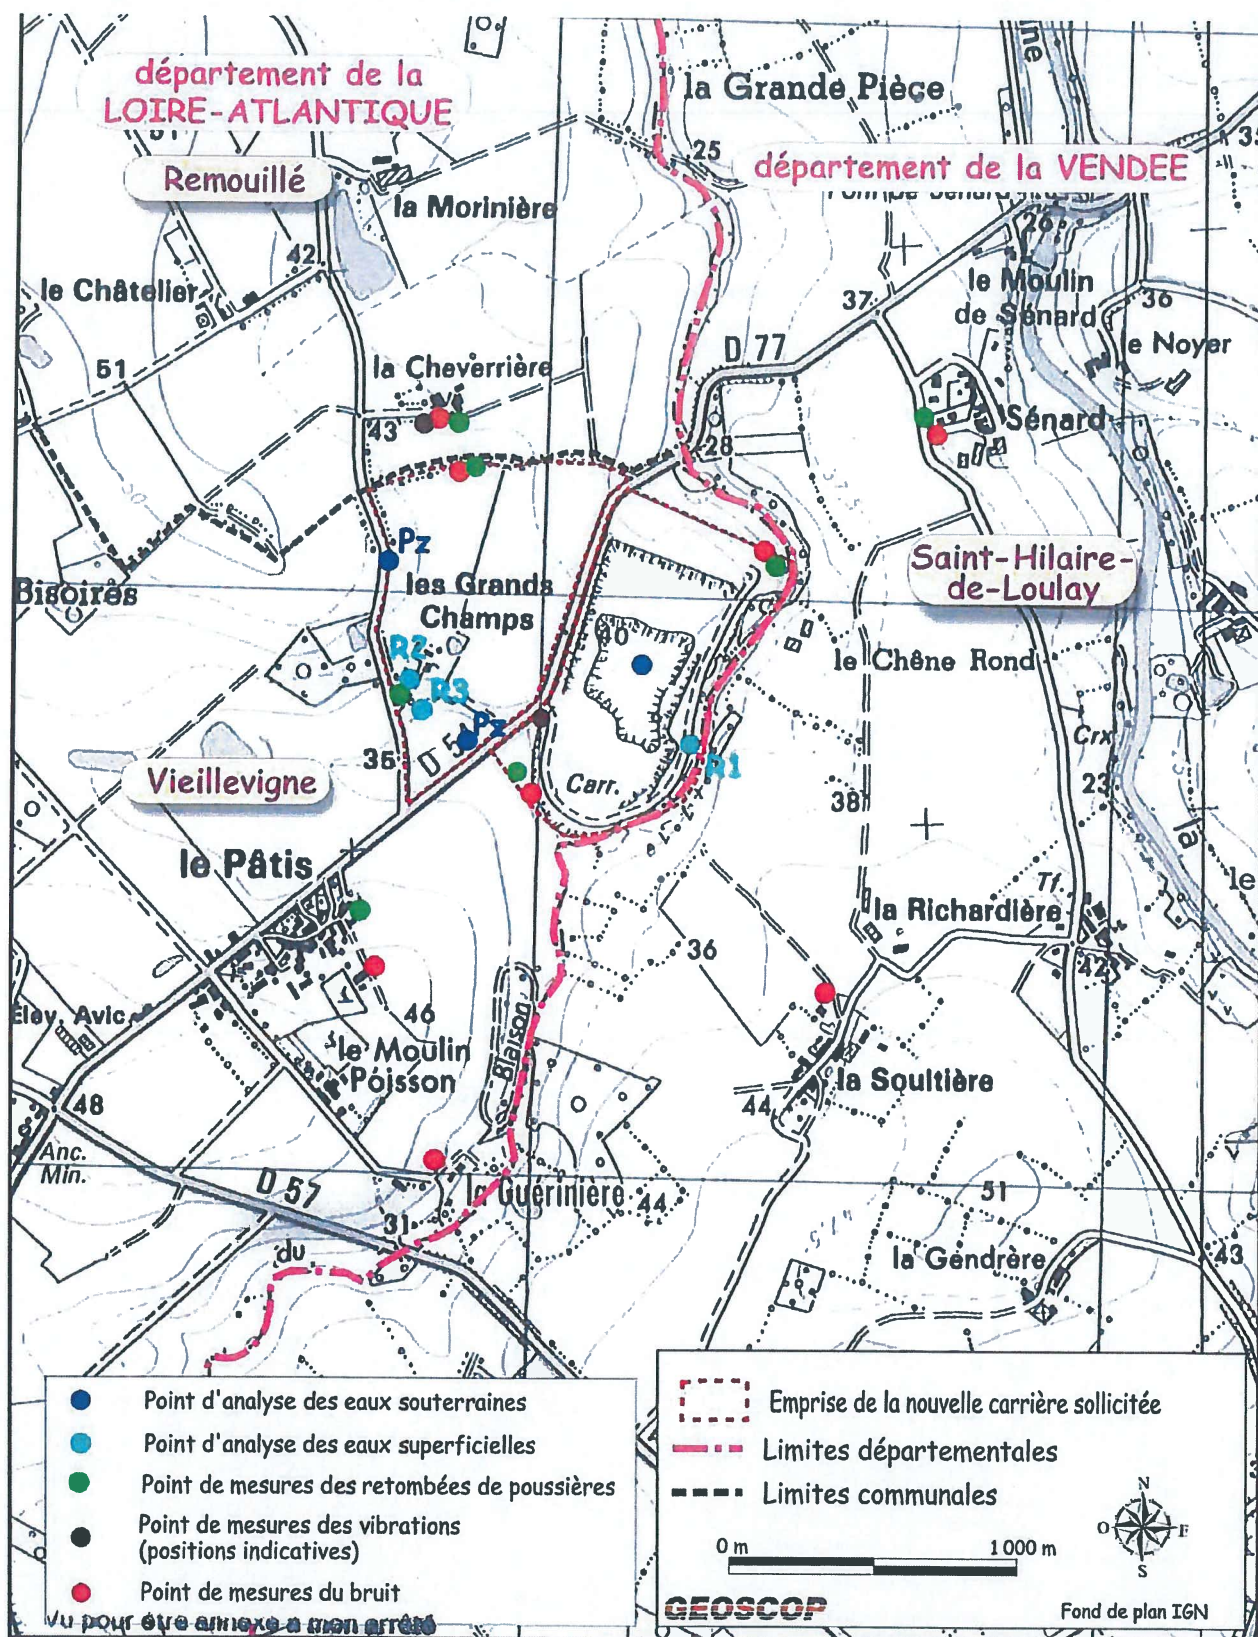 département de la
LOIRE-ATLANTIQUE
la Grande Pièce
25
département de la VENDEE
Remouillé
la Morinière
26
42
le Châtelier
le Moulin
de Sénard
37
36
D 77
e Noyer
51
la Cheverrière
43
Sénard
28
Pz
Saint-Hilaire-
de-Loulay
Bisoires
les Grands
Champs
40
R2
le Chêne Rond
R3
Pz
Crx
35
D 5
R1
Vieillevigne
Carr.
23
38
la
le Pâtis
le
Tf.
la Richardière
36
42
Elev. Avic.
46
Blaison
le Moulin
Poisson
la Soultière
48
44
Anc.
Min.
D 57
la Guérinière
44
51
31
du
la Gendrère
43
Point d'analyse des eaux souterraines
Point d'analyse des eaux superficielles
Point de mesures des retombées de poussières
Point de mesures des vibrations
(positions indicatives)
Point de mesures du bruit
Vu pour être annexé à mon arrêté
Emprise de la nouvelle carrière sollicitée
Limites départementales
Limites communales
N
O
E
S
0 m
1 000 m
GEOSCOP
Fond de plan IGN